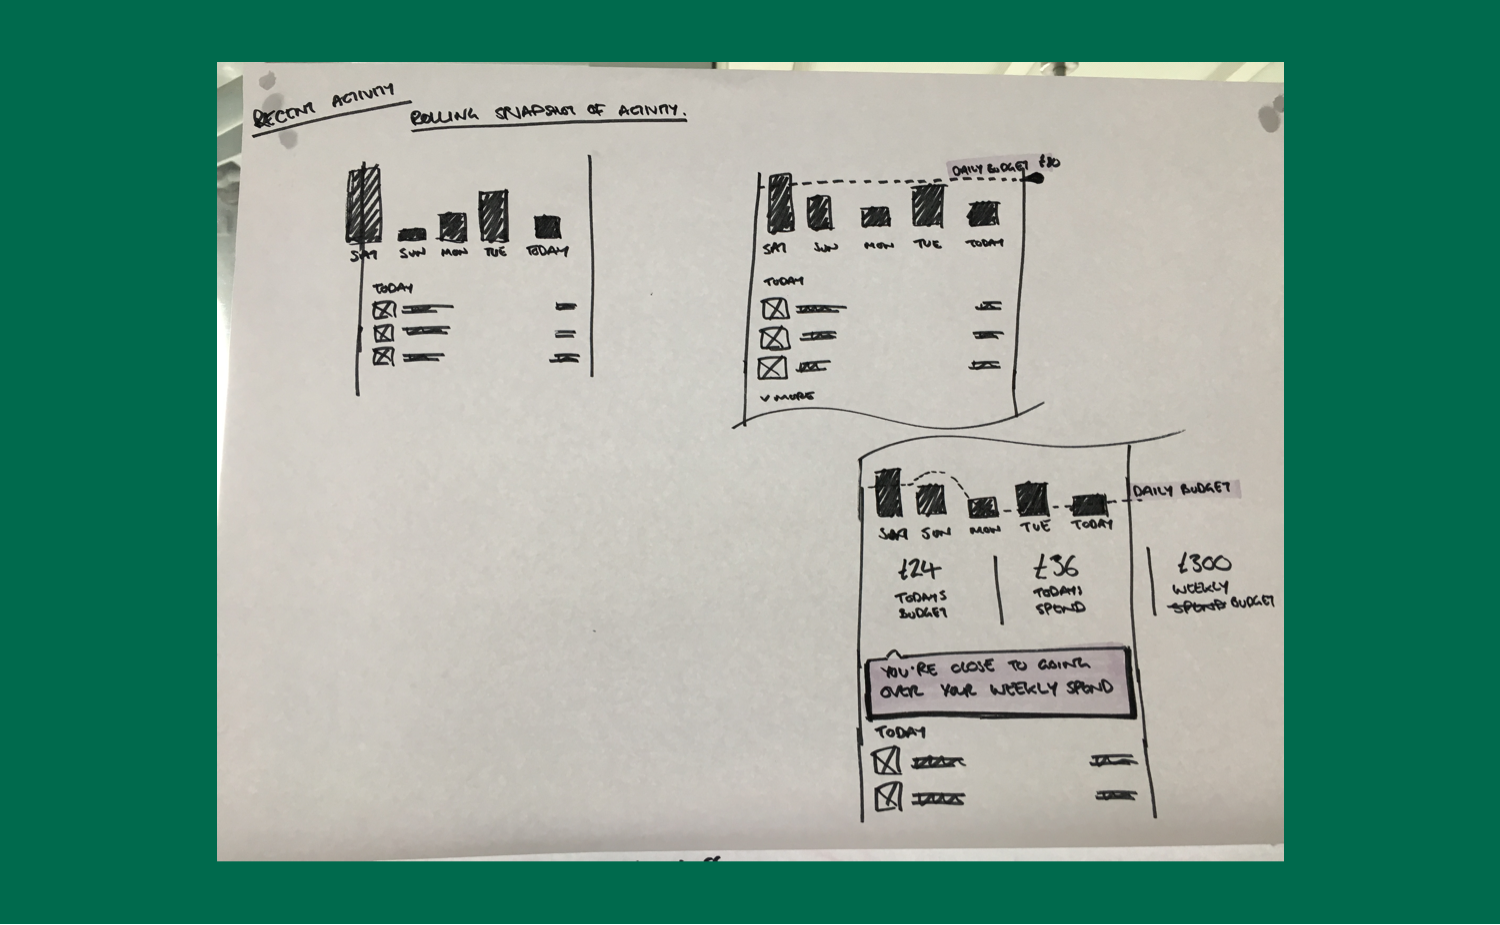 RECENT ACTIVITY
ROLLING SNAPSHOT OF ACTIVITY.
SAT SUN MON TUE TODAY
TODAY
DAILY BUDGET £80
SAT SUN MON TUE TODAY
TODAY
V MORE
DAILY BUDGET
SAT SUN MON TUE TODAY
£24
TODAYS
BUDGET
£36
TODAYS
SPEND
£300
WEEKLY
SPEND BUDGET
YOU'RE CLOSE TO GOING
OVER YOUR WEEKLY SPEND
TODAY